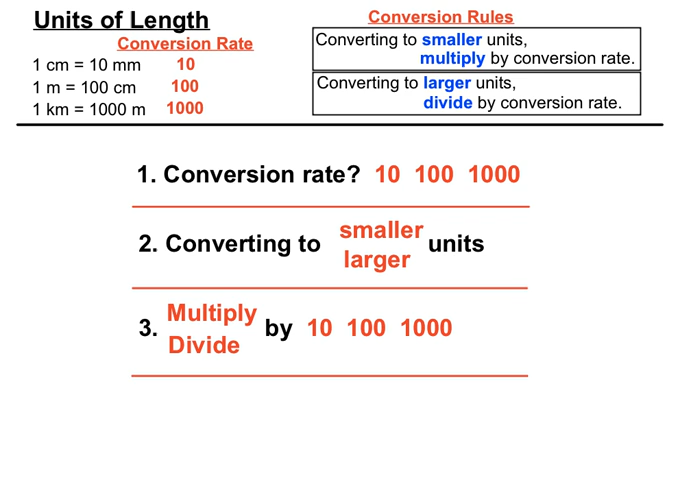 Units of Length
Conversion Rate
1 cm = 10 mm 10
1 m = 100 cm 100
1 km = 1000 m 1000
Conversion Rules
Converting to smaller units,
multiply by conversion rate.
Converting to larger units,
divide by conversion rate.
1. Conversion rate? 10 100 1000
2. Converting to smaller larger units
3. Multiply Divide by 10 100 1000